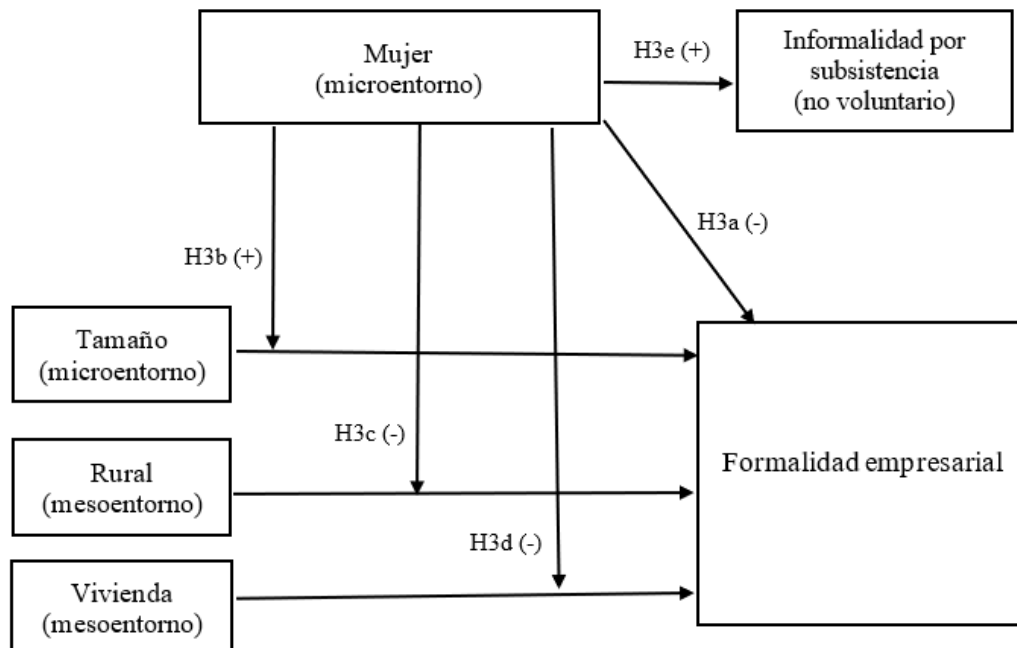 Mujer
(microentorno)
H3e (+)
Informalidad por
subsistencia
(no voluntario)
H3a (-)
H3b (+)
Tamaño
(microentorno)
H3c (-)
Rural
(mesoentorno)
Formalidad empresarial
H3d (-)
Vivienda
(mesoentorno)